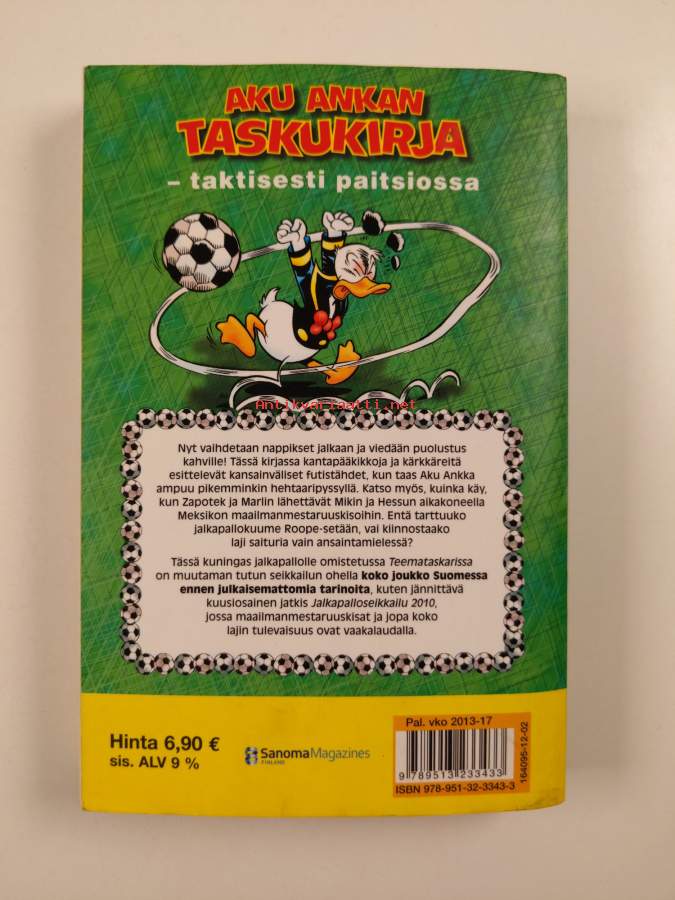 AKU ANKAN
TASKUKIRJA
– taktisesti paitsiossa
Antikvariaatti.net
Nyt vaihdetaan nappikset jalkaan ja viedään puolustus
kahville! Tässä kirjassa kantapääkikkoja ja kärkkäreitä
esittelevät kansainväliset futistähdet, kun taas Aku Ankka
ampuu pikemminkin hehtaaripyssyllä. Katso myös, kuinka käy,
kun Zapotek ja Marlin lähettävät Mikin ja Hessun aikakoneella
Meksikon maailmanmestaruuskisoihin. Entä tarttuuko
jalkapallokuume Roope-setään, vai kiinnostaako
laji saituria vain ansaintamielessä?
Tässä kuningas jalkapallolle omistetussa Teemataskarissa
on muutaman tutun seikkailun ohella koko joukko Suomessa
ennen julkaisemattomia tarinoita, kuten jännittävä
kuusiosainen jatkis Jalkapalloseikkailu 2010,
jossa maailmanmestaruuskisat ja jopa koko
lajin tulevaisuus ovat vaakalaudalla.
Hinta 6,90 €
sis. ALV 9 %
SanomaMagazines
FINLAND
Pal. vko 2013-17
9 789513 233433
ISBN 978-951-32-3343-3
164095-12-02